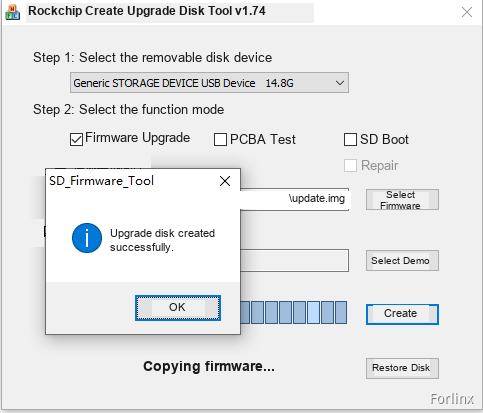 Rockchip Create Upgrade Disk Tool v1.74
Step 1: Select the removable disk device
Generic STORAGE DEVICE USB Device 14.8G
Step 2: Select the function mode
Firmware Upgrade
PCBA Test
SD Boot
Repair
SD_Firmware_Tool
\update.img
Select
Firmware
Upgrade disk created
successfully.
Select Demo
OK
Create
Copying firmware...
Restore Disk
Forlinx